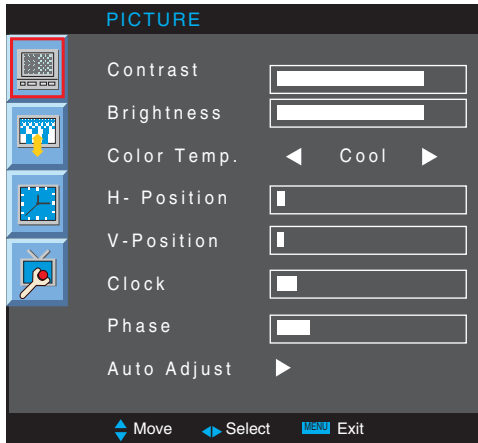 PICTURE
Contrast
Brightness
Color Temp. Cool
H- Position
V-Position
Clock
Phase
Auto Adjust
Move Select MENU Exit